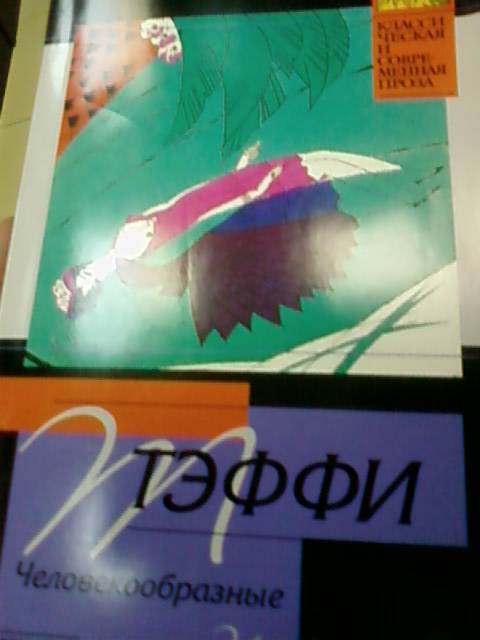 КЛАССИ
ЧЕСКАЯ
И
СОВРЕ
МЕННАЯ
ПРОЗА
ТЭФФИ
Человекообразные